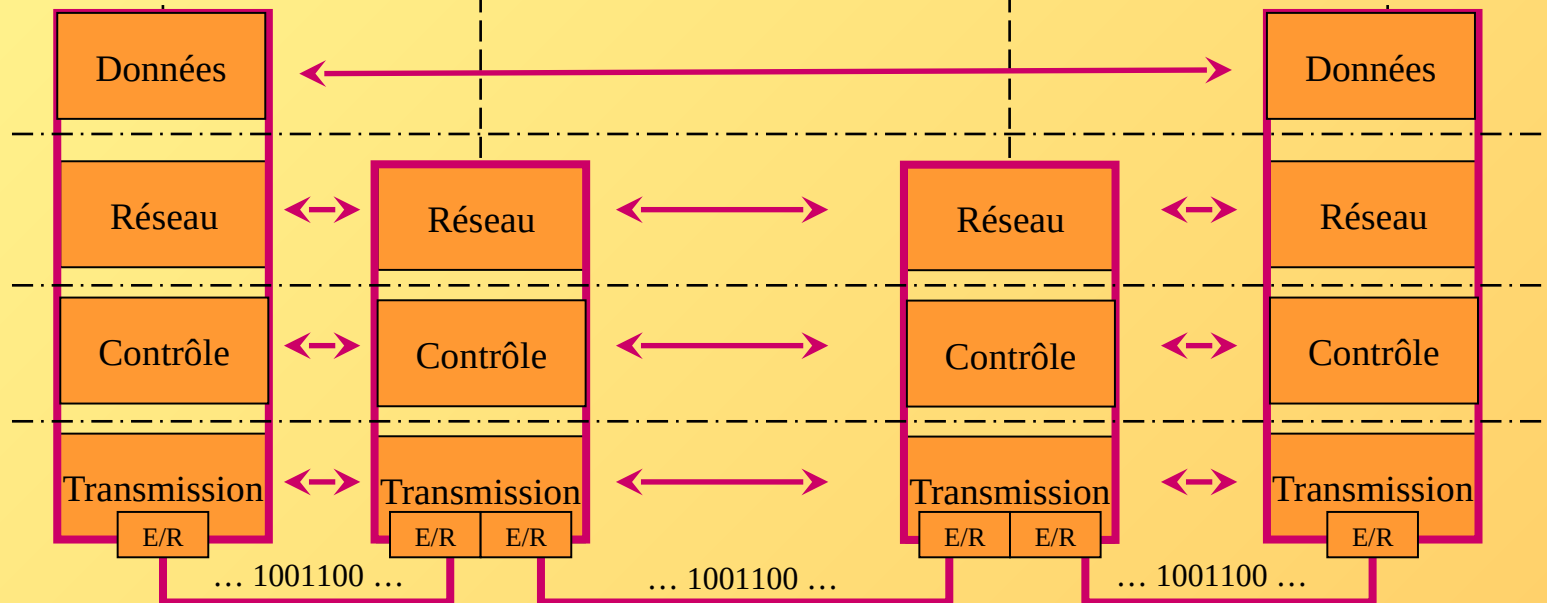 Données
Données
Réseau
Réseau
Réseau
Réseau
Contrôle
Contrôle
Contrôle
Contrôle
Transmission
Transmission
Transmission
Transmission
E/R
E/R
E/R
E/R
E/R
E/R
… 1001100 …
… 1001100 …
… 1001100 …